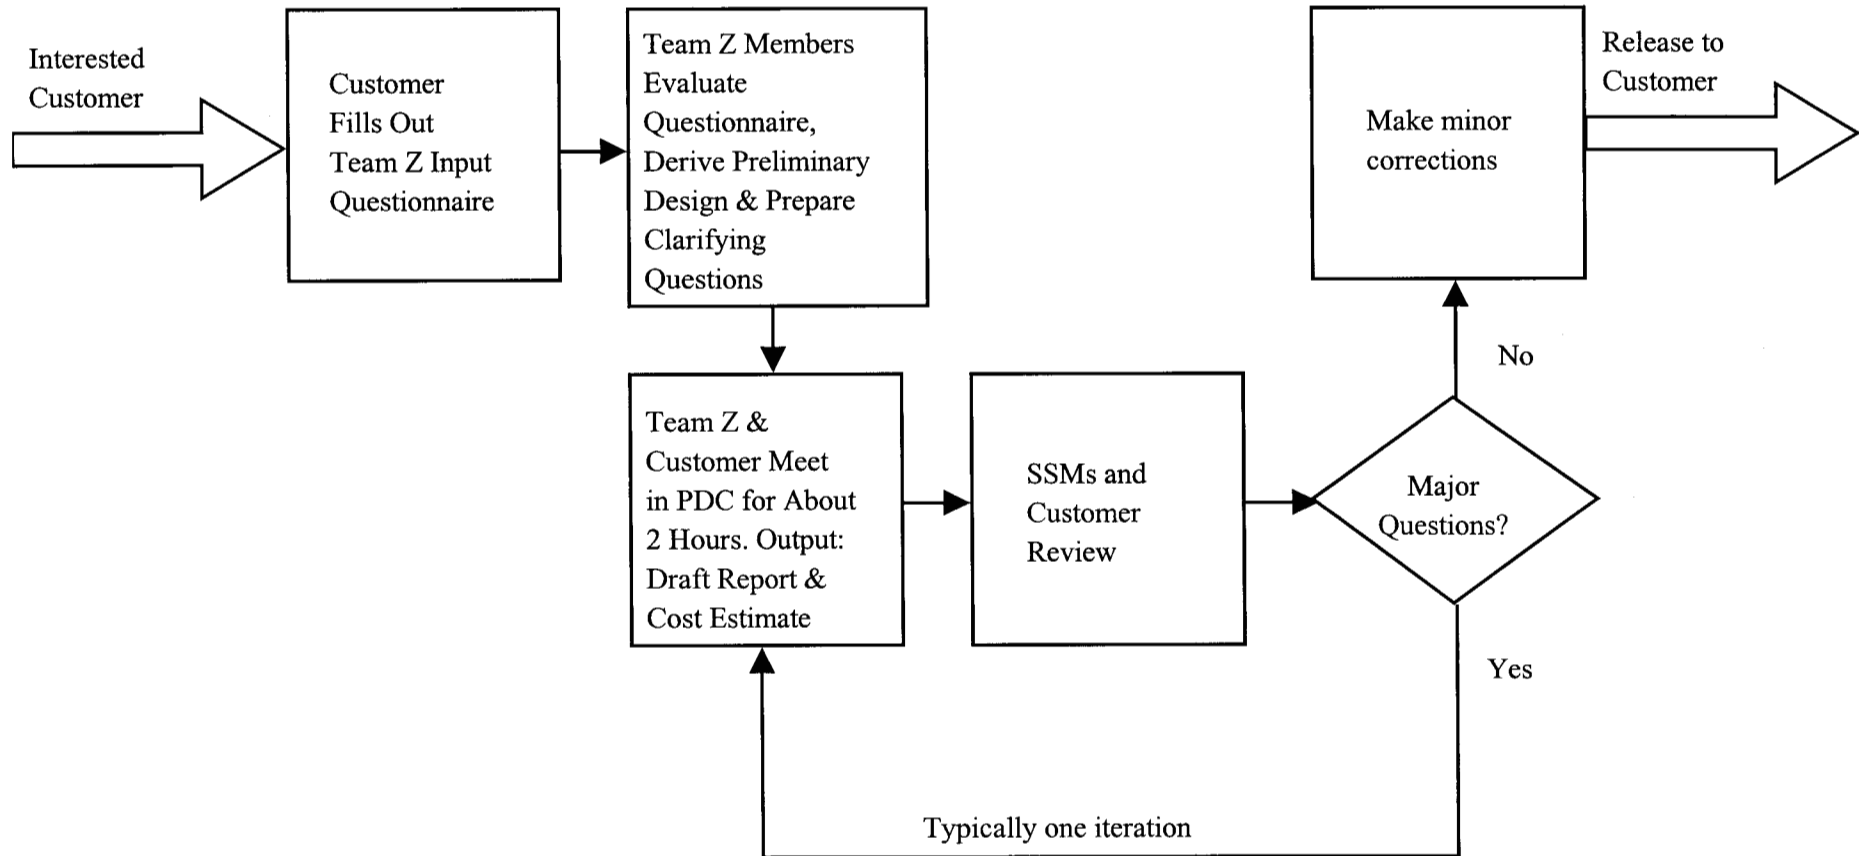 Interested
Customer
Customer
Fills Out
Team Z Input
Questionnaire
Team Z Members
Evaluate
Questionnaire,
Derive Preliminary
Design & Prepare
Clarifying
Questions
Team Z &
Customer Meet
in PDC for About
2 Hours. Output:
Draft Report &
Cost Estimate
SSMs and
Customer
Review
Major
Questions?
No
Yes
Typically one iteration
Make minor
corrections
Release to
Customer